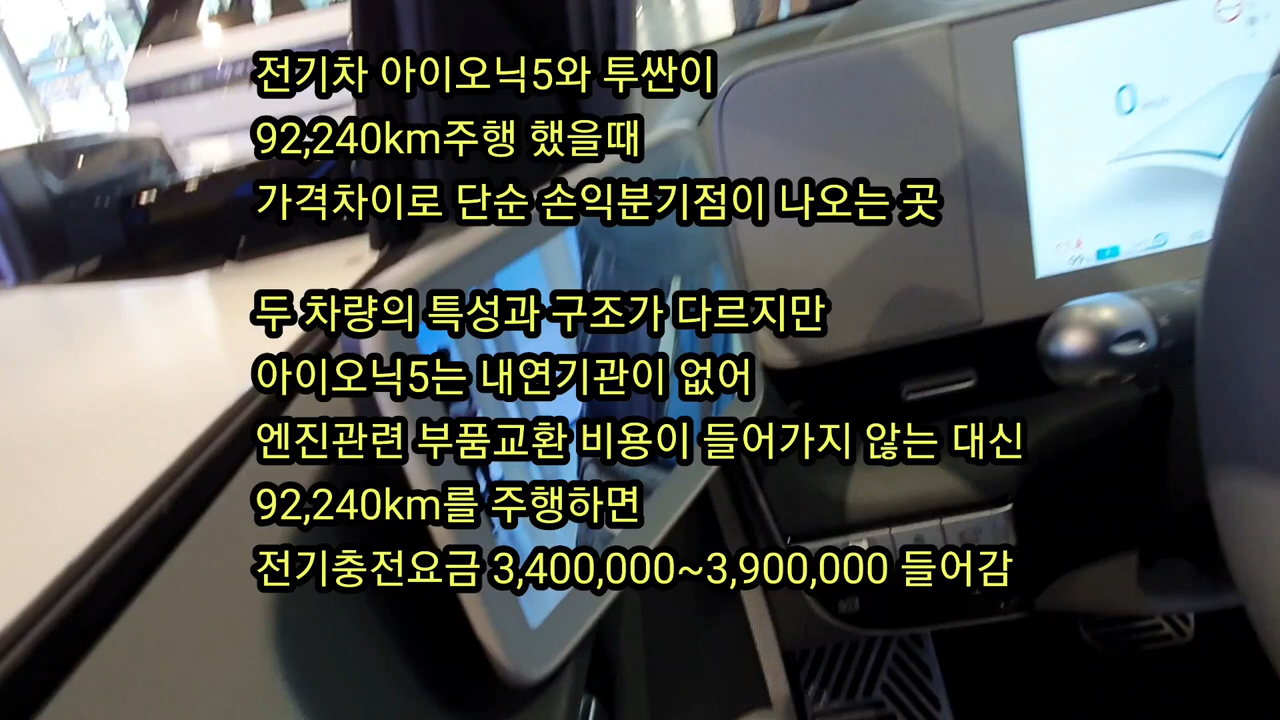 전기차 아이오닉5와 투싼이
92,240km주행 했을때
가격차이로 단순 손익분기점이 나오는 곳
두 차량의 특성과 구조가 다르지만
아이오닉5는 내연기관이 없어
엔진관련 부품교환 비용이 들어가지 않는 대신
92,240km를 주행하면
전기충전요금 3,400,000~3,900,000 들어감
0